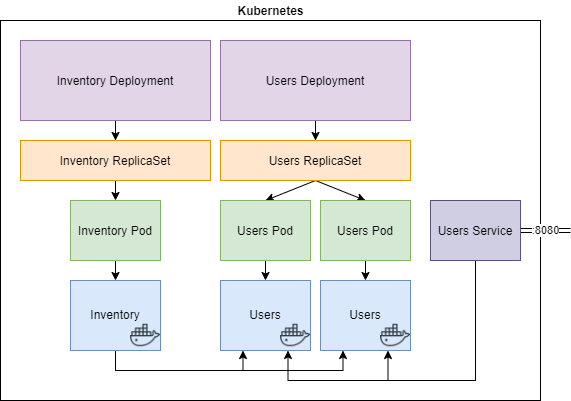 Kubernetes
Inventory Deployment
Users Deployment
Inventory ReplicaSet
Users ReplicaSet
Inventory Pod
Users Pod
Users Pod
Users Service
:8080
Inventory
Users
Users